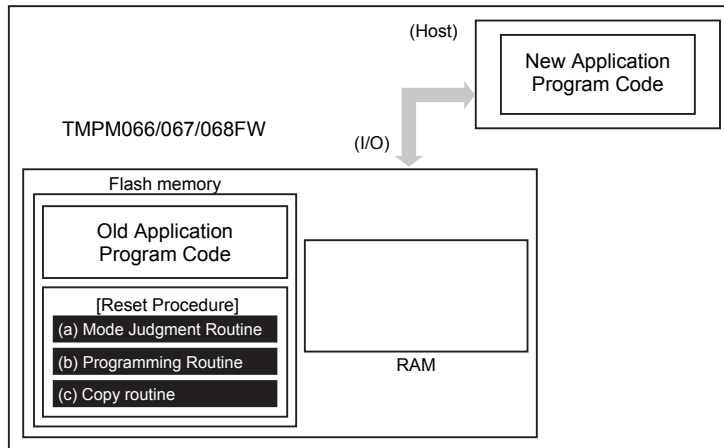 (Host)
New Application
Program Code
TMPM066/067/068FW
(I/O)
Flash memory
Old Application
Program Code
[Reset Procedure]
(a) Mode Judgment Routine
(b) Programming Routine
(c) Copy routine
RAM